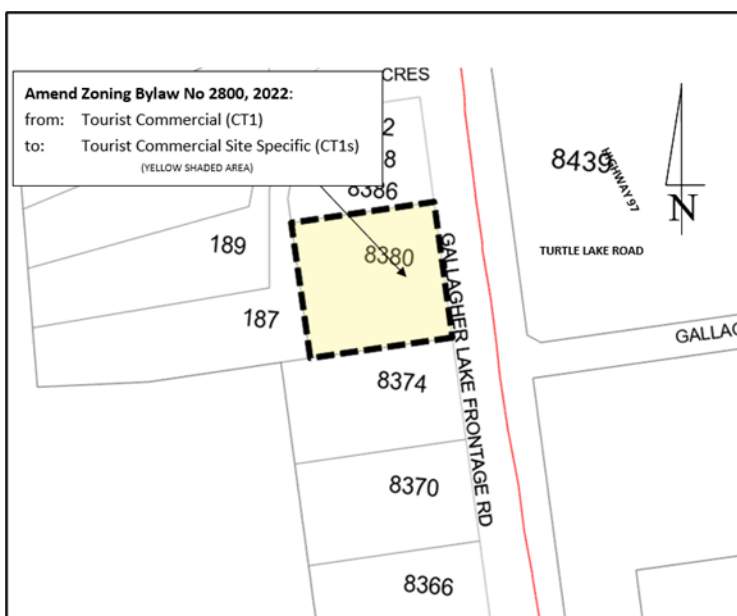 CRES
Amend Zoning Bylaw No 2800, 2022:
from: Tourist Commercial (CT1)
to: Tourist Commercial Site Specific (CT1s)
(YELLOW SHADED AREA)
2
8
8386
8439
HIGHWAY 97
N
189
8380
TURTLE LAKE ROAD
187
GALLAGHER LAKE FRONTAGE RD
GALLAG
8374
8370
8366